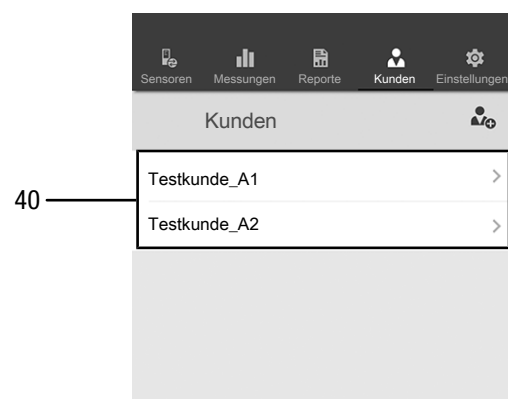 Sensoren Messungen Reporte Kunden Einstellungen
Kunden
Testkunde_A1
40
Testkunde_A2